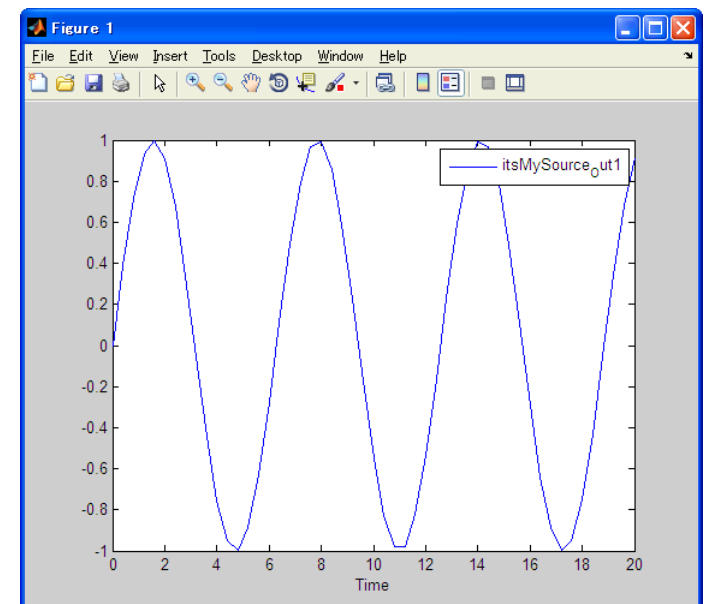 Figure 1
File Edit View Insert Tools Desktop Window Help
itsMySource_out1
1
0.8
0.6
0.4
0.2
0
-0.2
-0.4
-0.6
-0.8
-1
0 2 4 6 8 10 12 14 16 18 20
Time